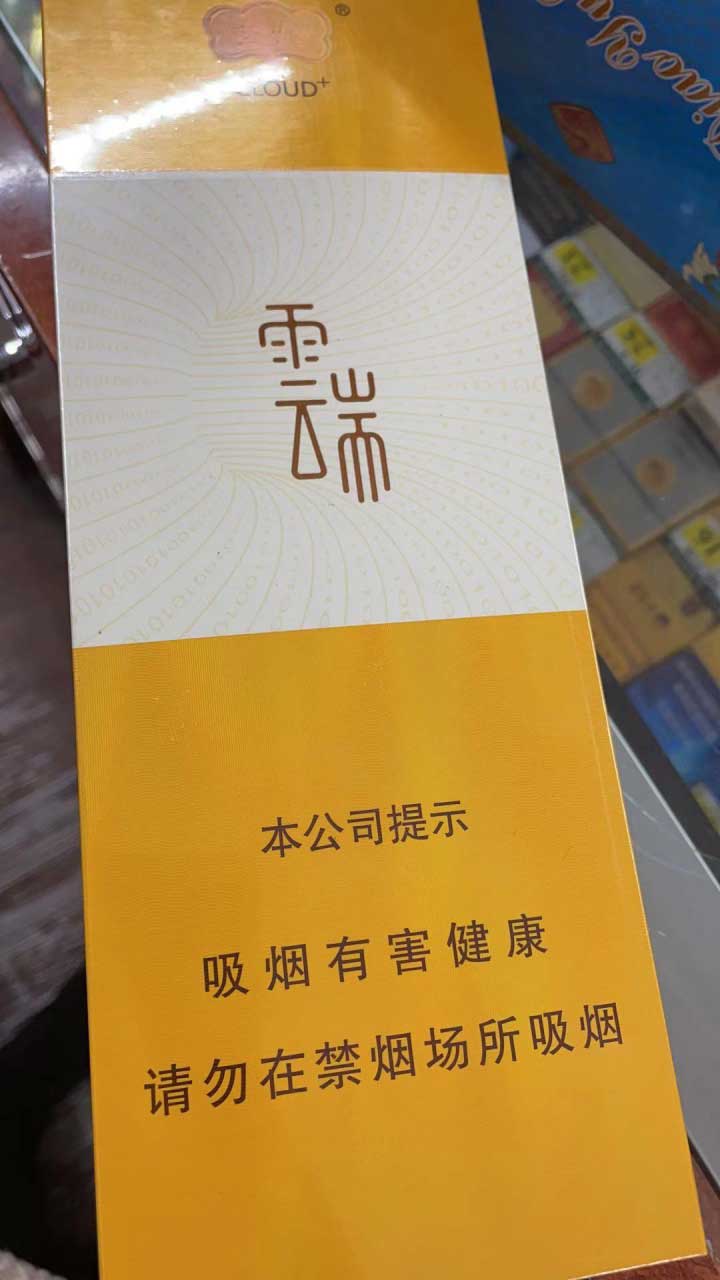 ®
CLOUD+
雲端
本公司提示
吸烟有害健康
请勿在禁烟场所吸烟